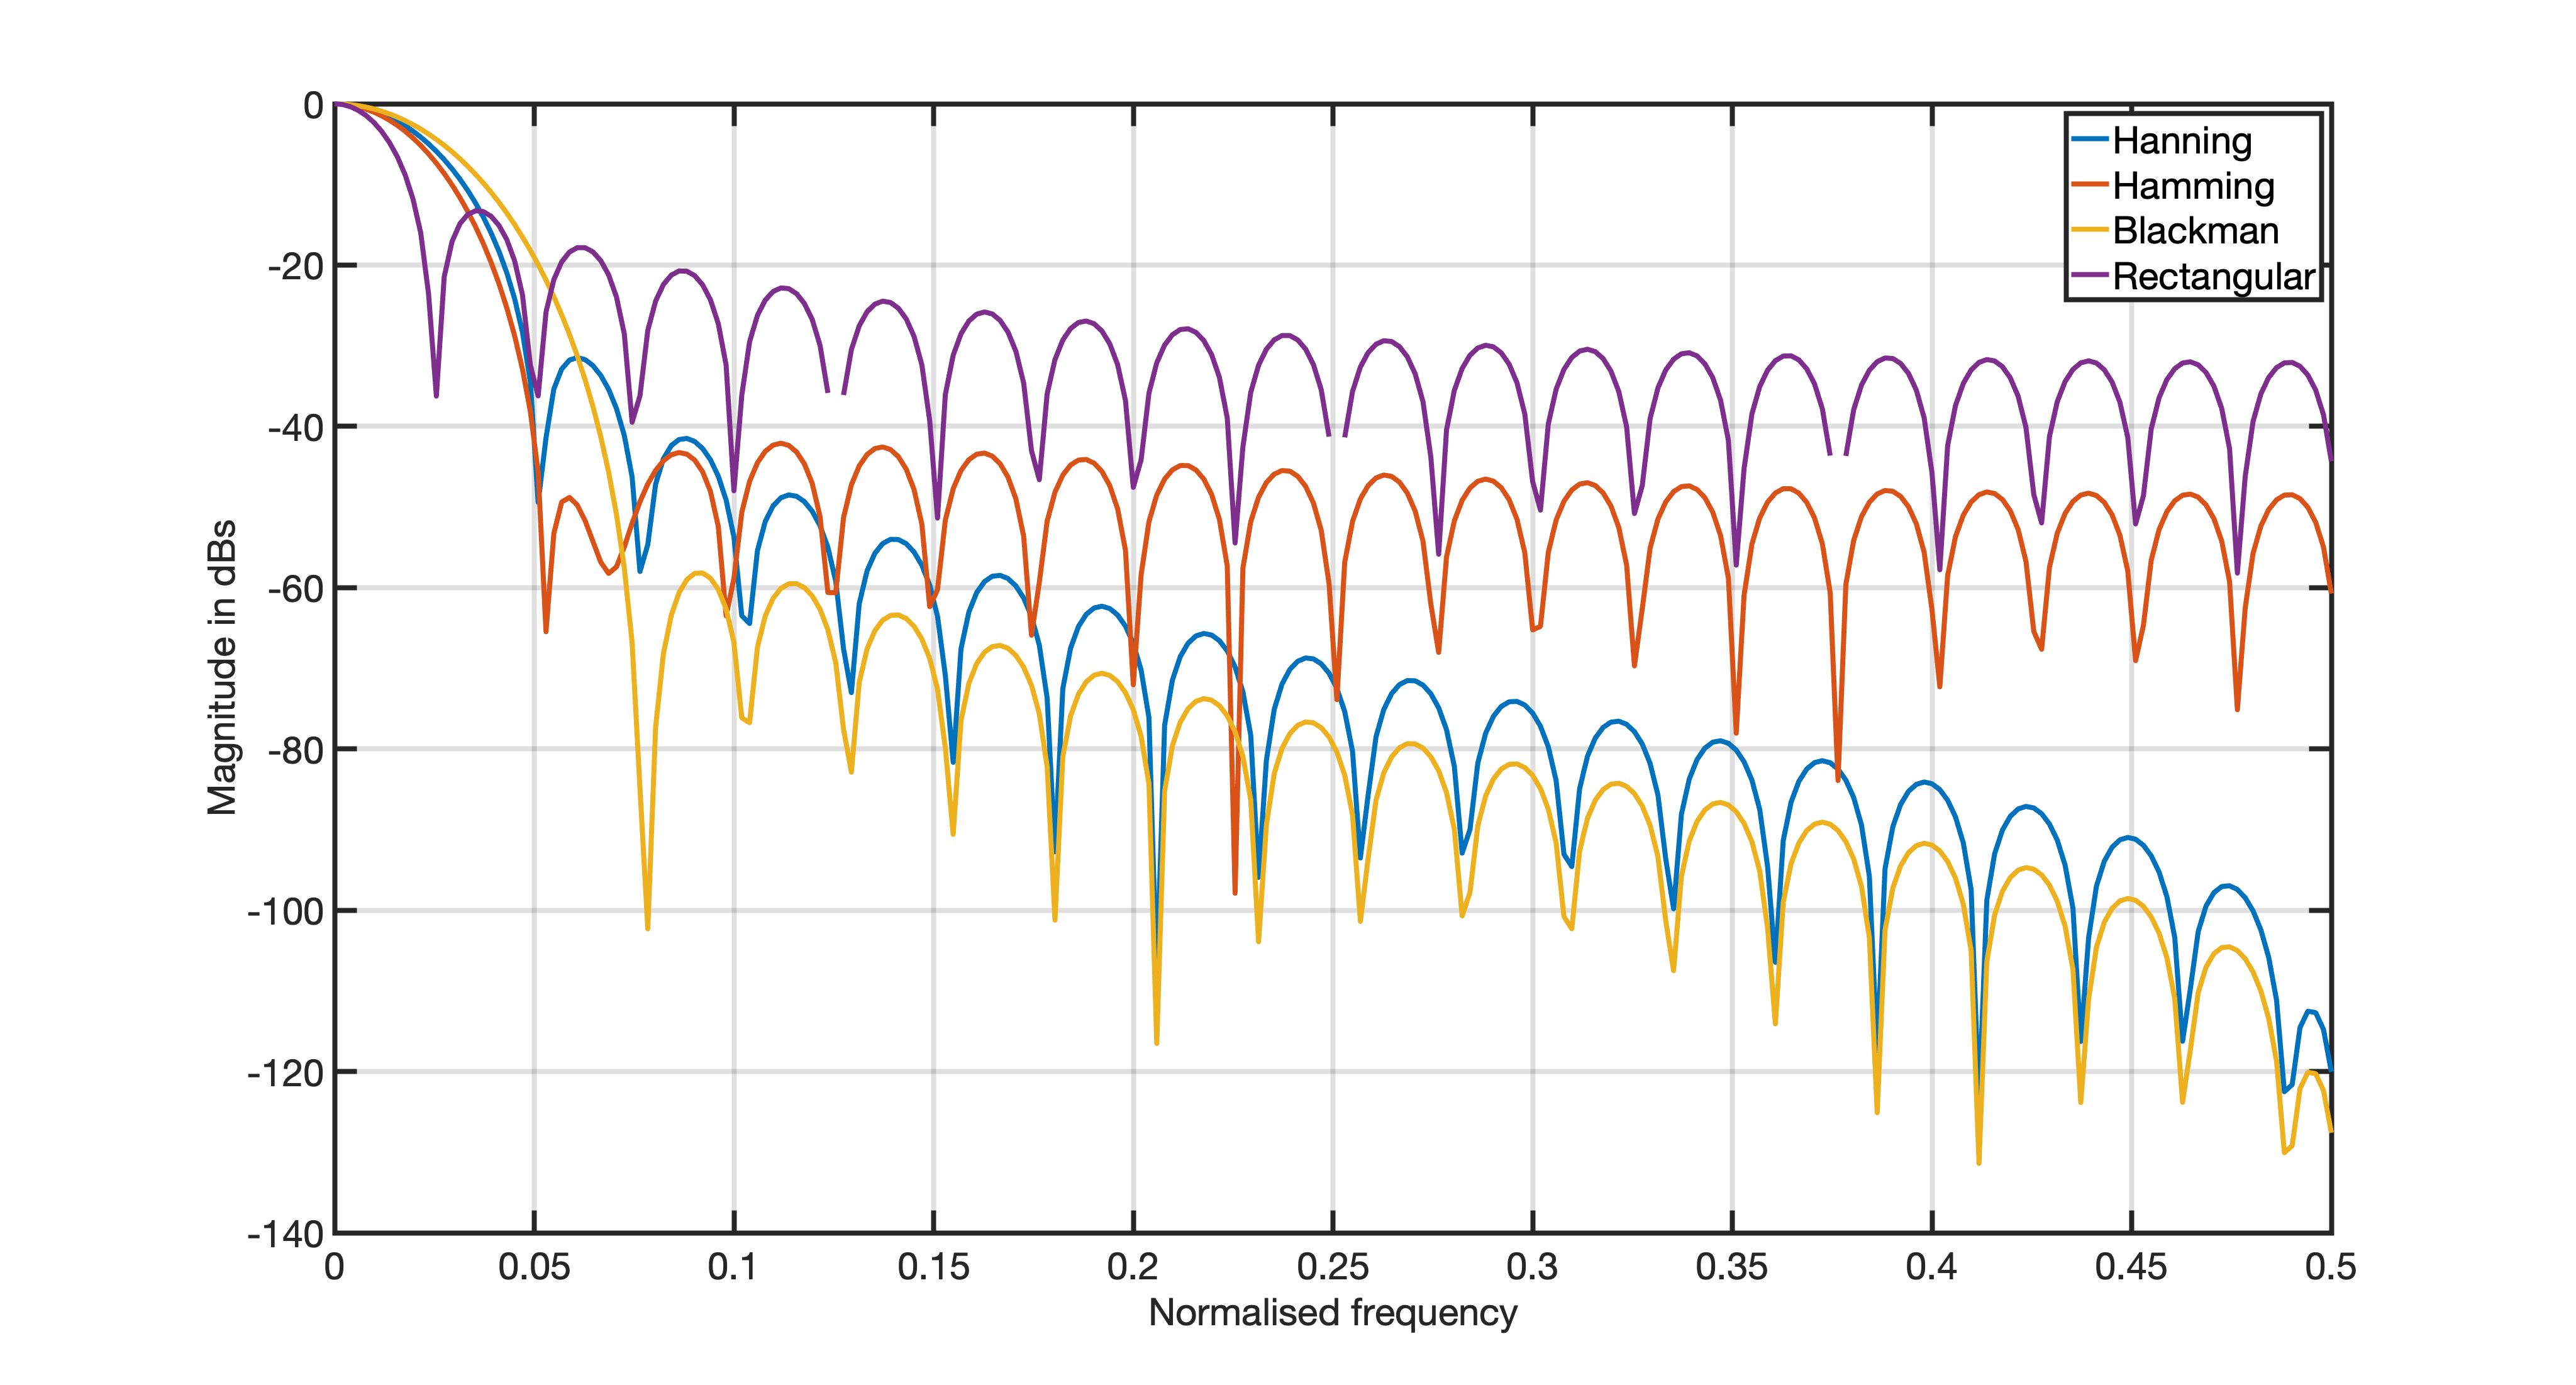 0
-20
-40
-60
-80
-100
-120
-140
Magnitude in dBs
Hanning
Hamming
Blackman
Rectangular
0 0.05 0.1 0.15 0.2 0.25 0.3 0.35 0.4 0.45 0.5
Normalised frequency